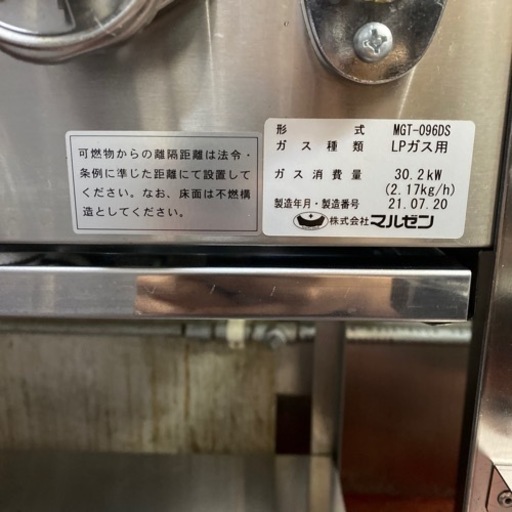 可燃物からの離隔距離は法令・
条例に準じた距離にて設置して
ください。なお、床面は不燃構
造としてください。
形式 MGT-096DS
ガス種類 LPガス用
ガス消費量 30.2kW
(2.17kg/h)
製造年月・製造番号 21.07.20
株式会社マルゼン